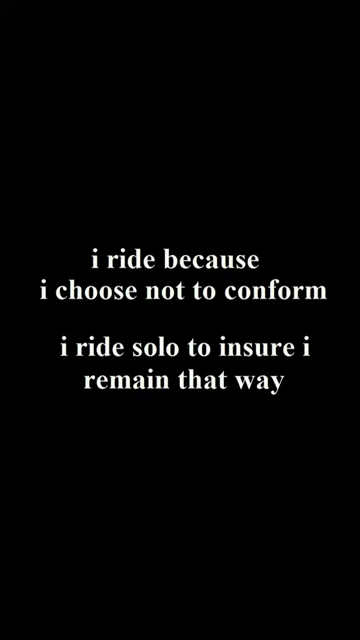 i ride because
i choose not to conform
i ride solo to insure i
remain that way